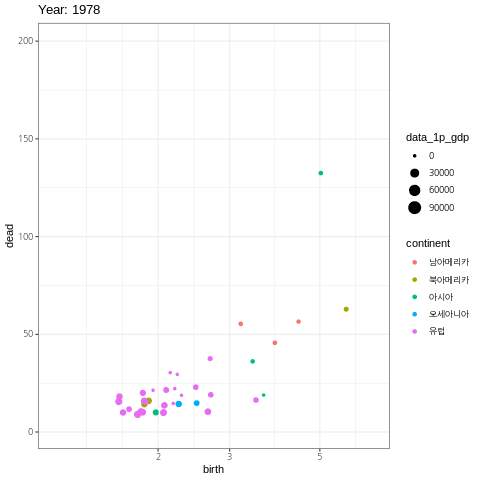 Year: 1978
200
150
100
50
0
dead
2
3
5
birth
data_1p_gdp
0
30000
60000
90000
continent
남아메리카
북아메리카
아시아
오세아니아
유럽